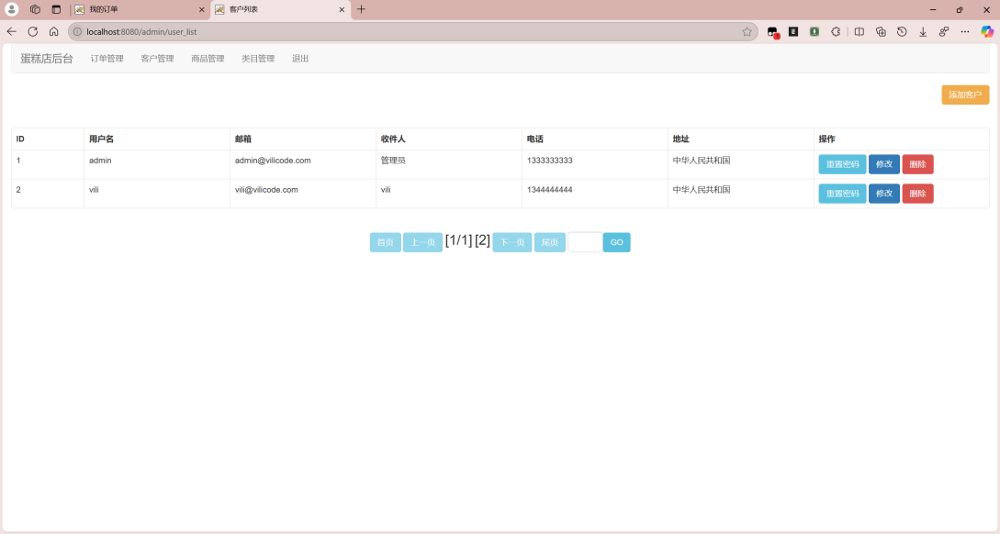 我的订单
客户列表
localhost:8080/admin/user_list
蛋糕店后台 订单管理 客户管理 商品管理 类目管理 退出
添加客户
ID 用户名 邮箱 收件人 电话 地址 操作
1 admin admin@vilicode.com 管理员 1333333333 中华人民共和国 重置密码 修改 删除
2 vili vili@vilicode.com vili 1344444444 中华人民共和国 重置密码 修改 删除
首页 上一页 [1/1] [2] 下一页 尾页 GO